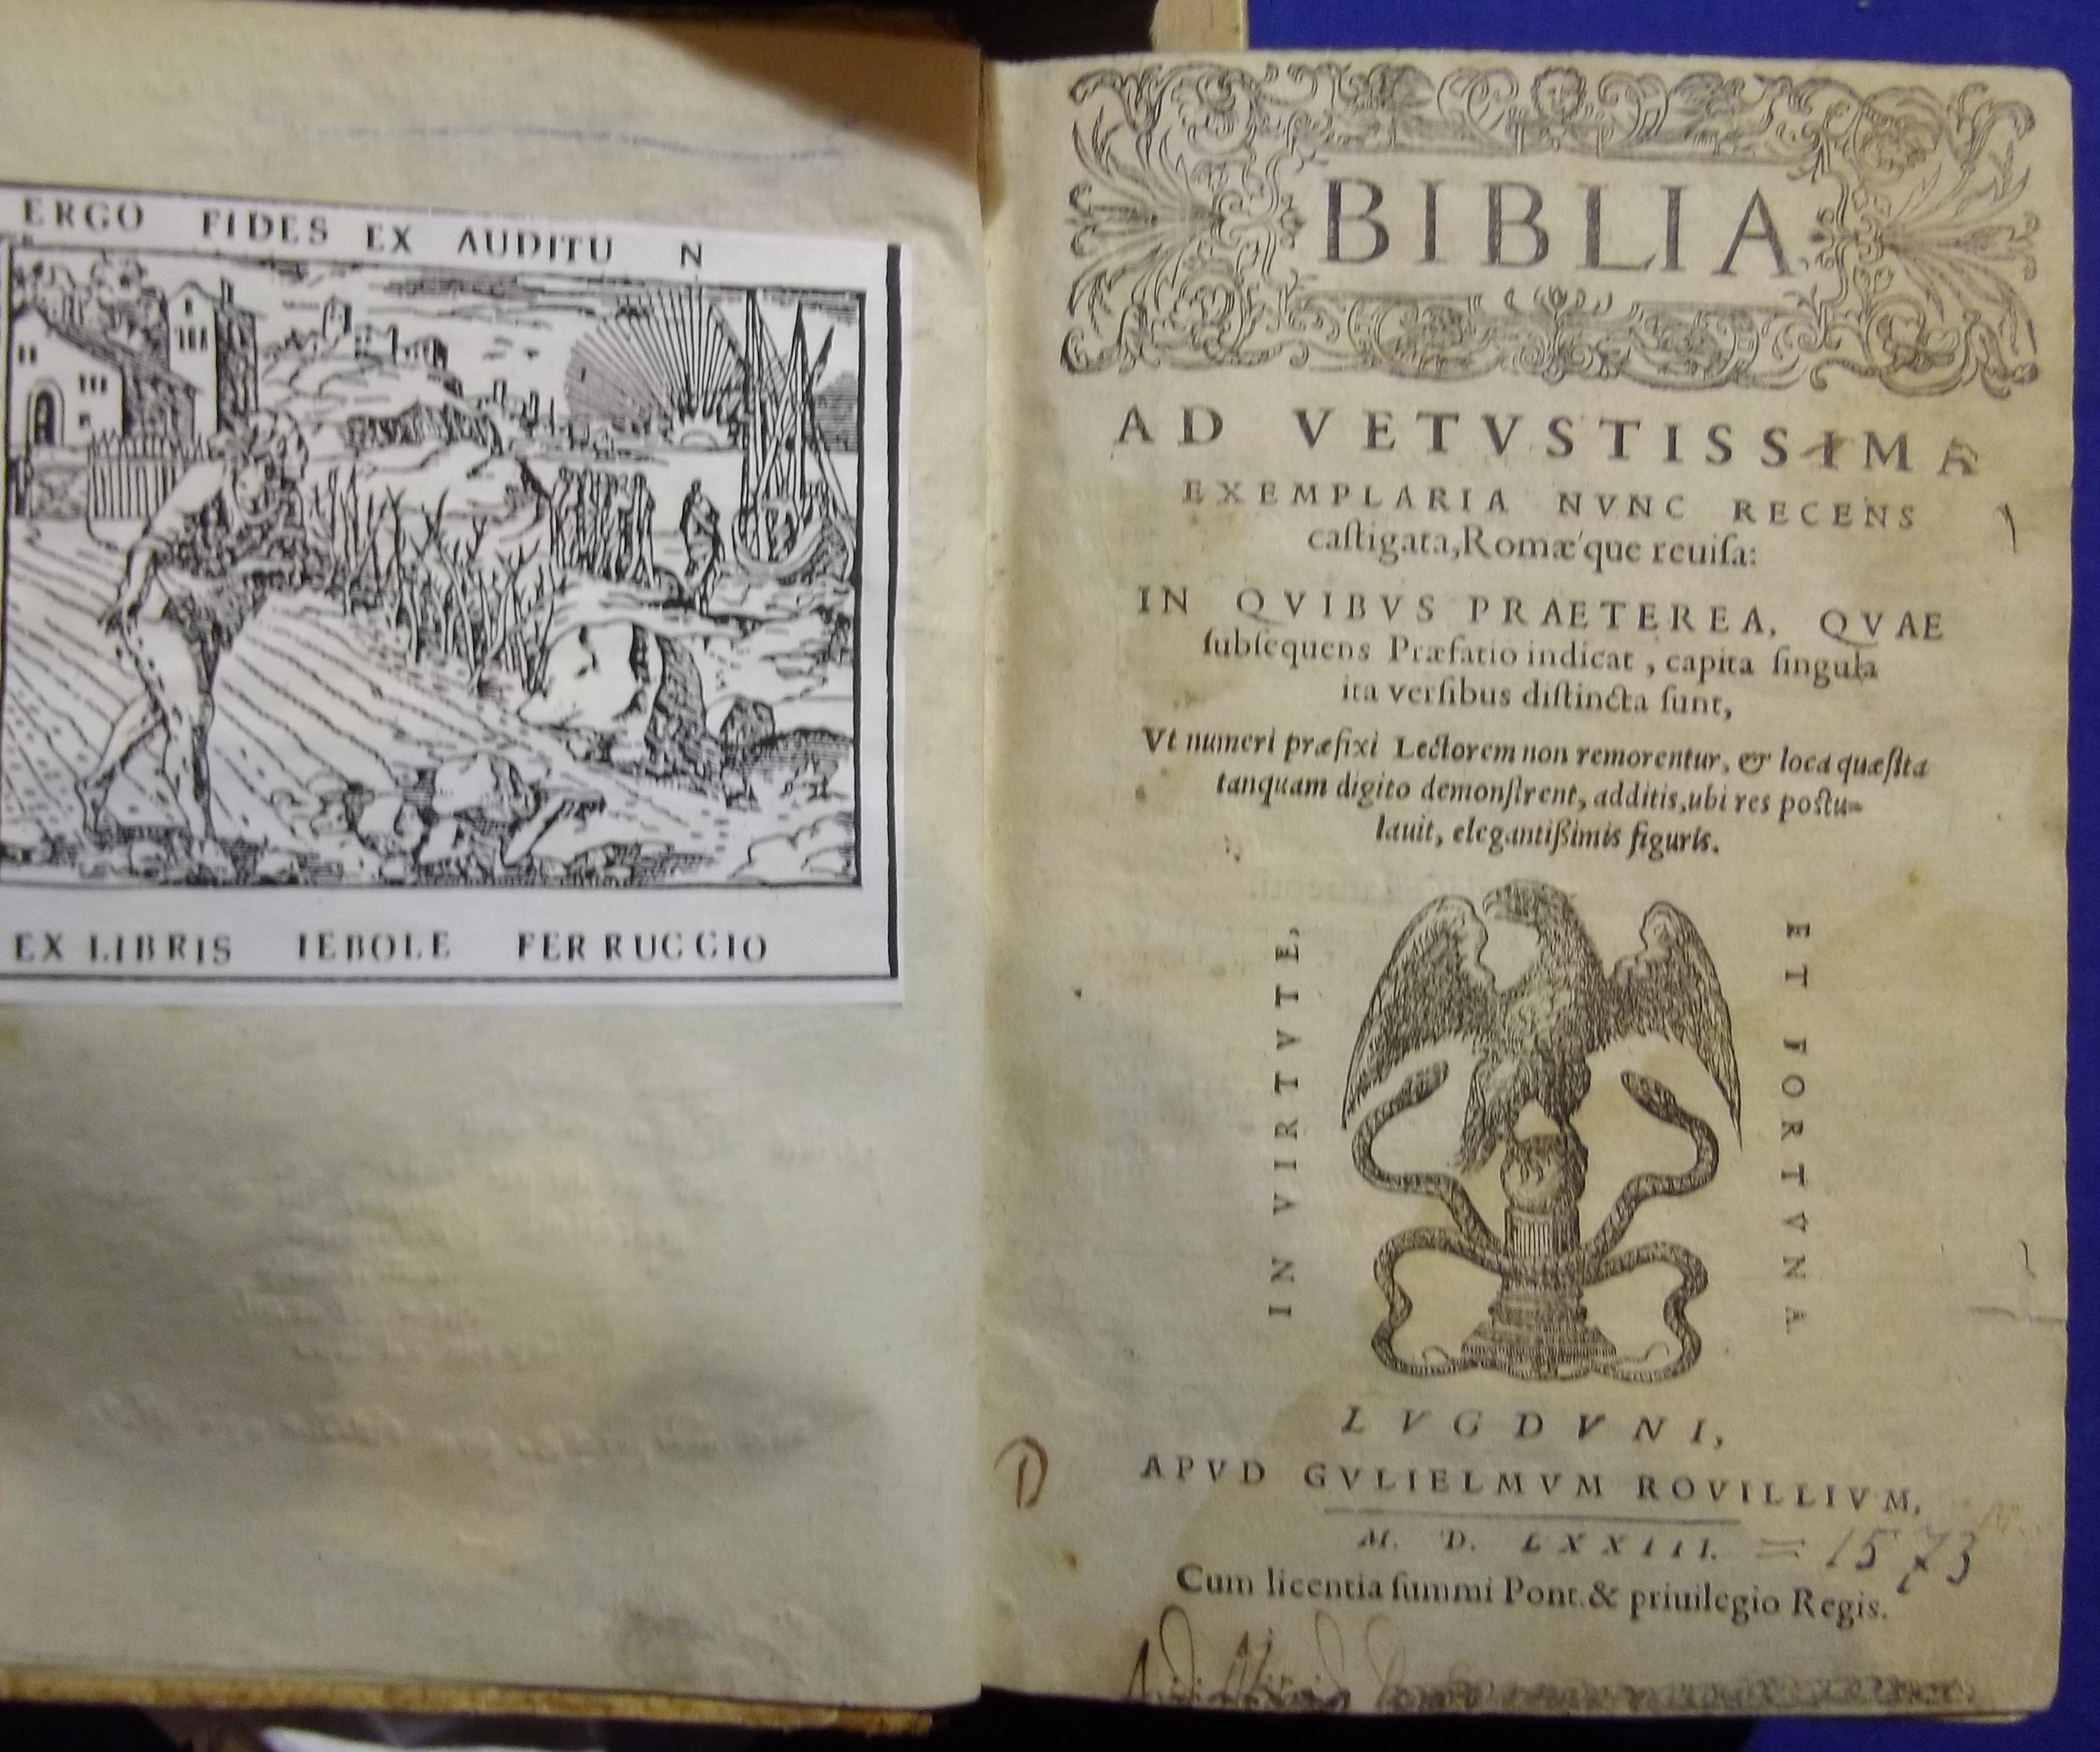 ERGO FIDES EX AUDITU N
EX LIBRIS IEBOLE FERRUCCIO
BIBLIA
AD VETVSTISSIMA
EXEMPLARIA NVNC RECENS
caſtigata, Romæ'que reuiſa:
IN QVIBVS PRAETEREA, QVAE
ſubſequens Præfatio indicat, capita ſingula
ita verſibus diſtincta ſunt,
Vt numeri præfixi Lectorem non remorentur, & loca quæſita
tanquam digito demonſtrent, additis, ubi res poſtu-
lauit, elegantiſſimis figuris.
IN VIRTVTE,
ET FORTVNA
LVGDVNI,
APVD GVLIELMVM ROVILLIVM,
M. D. LXXIII. = 1573
Cum licentia ſummi Pont. & priuilegio Regis.
D